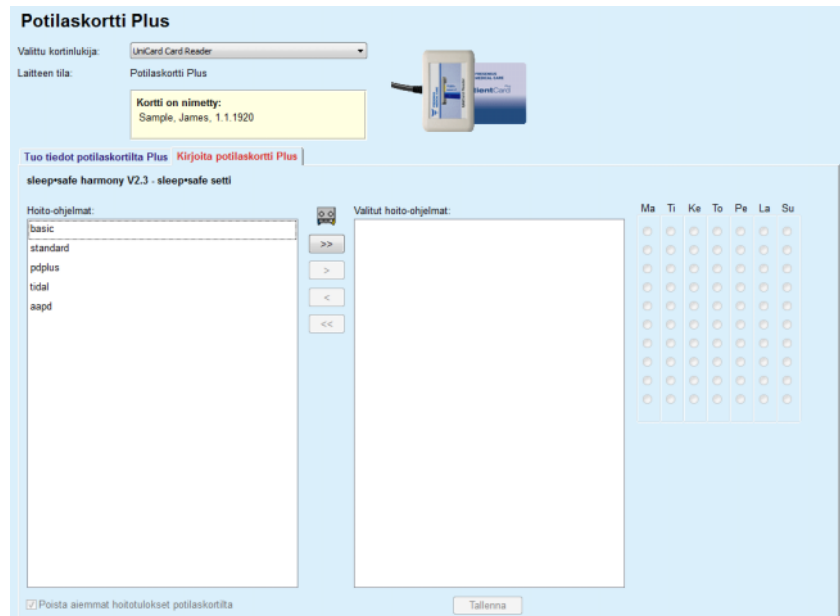 Potilaskortti Plus
Valittu kortinlukija: UniCard Card Reader
Laitteen tila: Potilaskortti Plus
Kortti on nimetty:
Sample, James, 1.1.1920
Tuo tiedot potilaskortilta Plus Kirjoita potilaskortti Plus
sleep•safe harmony V2.3 - sleep•safe setti
Hoito-ohjelmat: Valitut hoito-ohjelmat: Ma Ti Ke To Pe La Su
basic
standard
pdplus
tidal
aapd
>>
>
<
<<
Poista aiemmat hoitotulokset potilaskortilta Tallenna